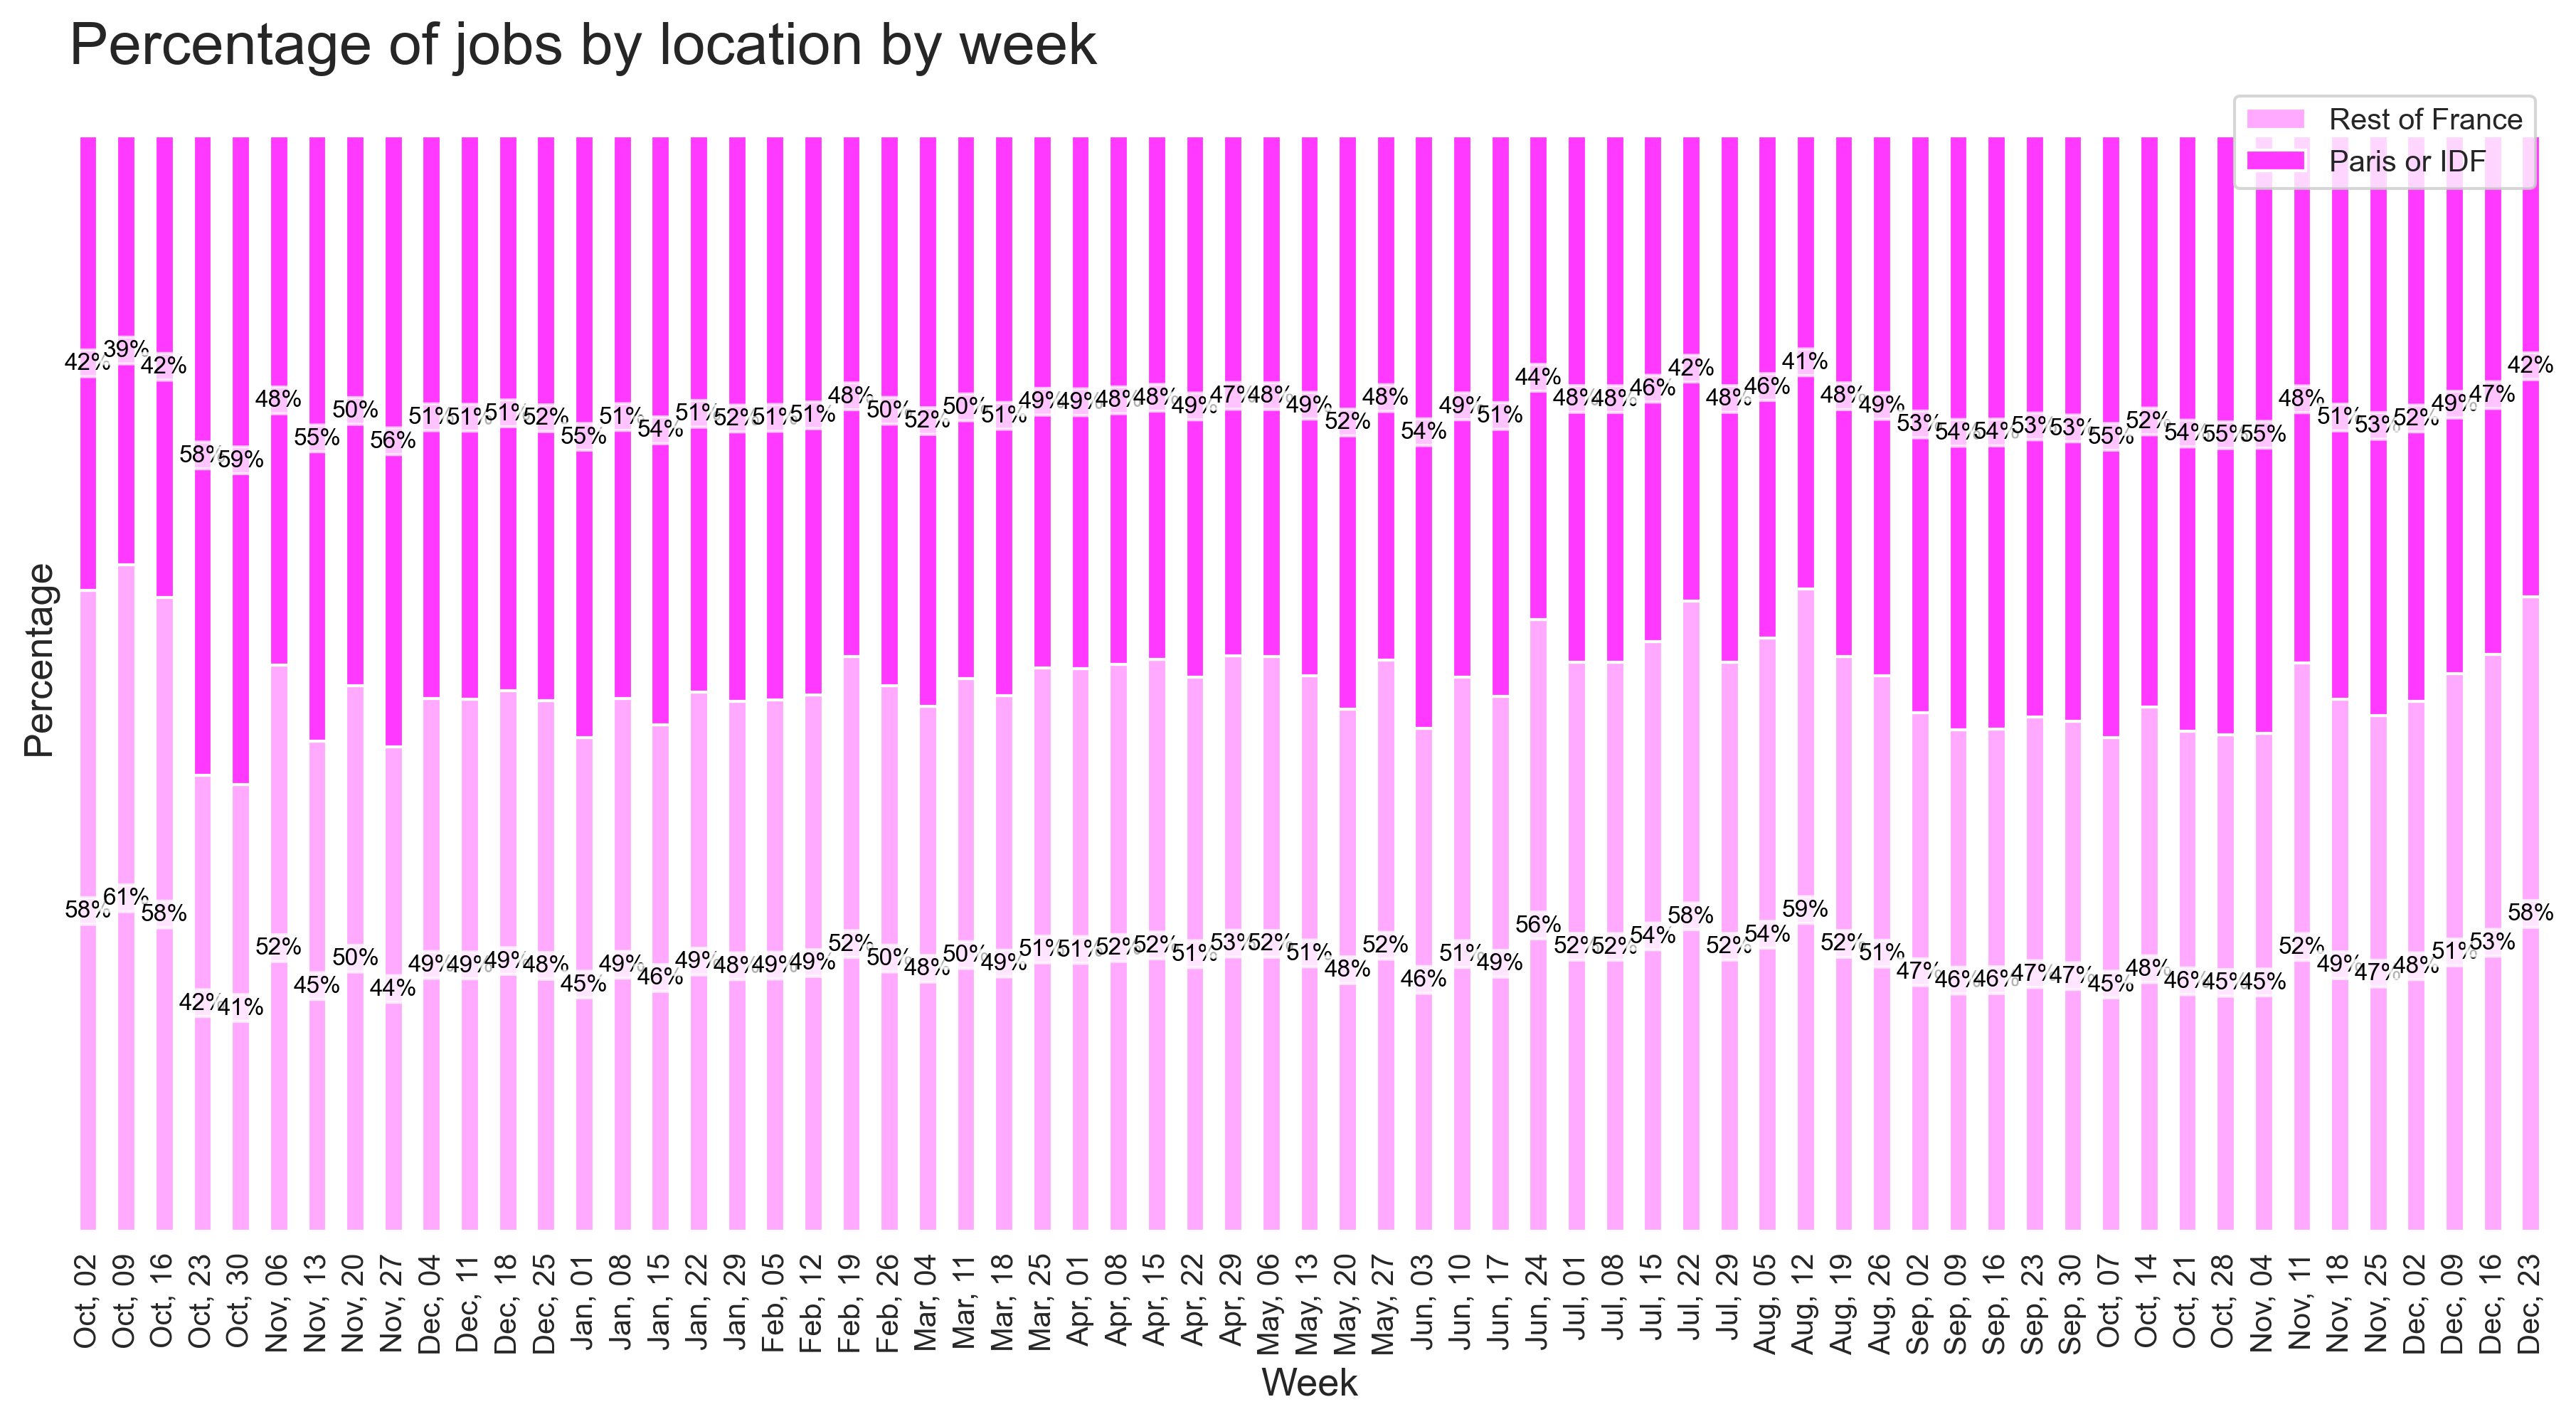 Percentage of jobs by location by week
Rest of France
Paris or IDF
Percentage
42% 39% 42% 58% 59% 48% 55% 50% 56% 51% 51% 51% 52% 55% 51% 54% 51% 52% 51% 51% 48% 50% 52% 50% 51% 49% 49% 48% 48% 49% 47% 48% 49% 52% 48% 54% 49% 51% 44% 48% 48% 46% 42% 48% 46% 41% 48% 49% 53% 54% 54% 53% 53% 55% 52% 54% 55% 55% 48% 51% 53% 52% 49% 47% 42%
58% 61% 58% 42% 41% 52% 45% 50% 44% 49% 49% 49% 48% 45% 49% 46% 49% 48% 49% 49% 52% 50% 48% 50% 49% 51% 51% 52% 52% 51% 53% 52% 51% 48% 52% 46% 51% 49% 56% 52% 52% 54% 58% 52% 54% 59% 52% 51% 47% 46% 46% 47% 47% 45% 48% 46% 45% 45% 52% 49% 47% 48% 51% 53% 58%
Oct, 02
Oct, 09
Oct, 16
Oct, 23
Oct, 30
Nov, 06
Nov, 13
Nov, 20
Nov, 27
Dec, 04
Dec, 11
Dec, 18
Dec, 25
Jan, 01
Jan, 08
Jan, 15
Jan, 22
Jan, 29
Feb, 05
Feb, 12
Feb, 19
Feb, 26
Mar, 04
Mar, 11
Mar, 18
Mar, 25
Apr, 01
Apr, 08
Apr, 15
Apr, 22
Apr, 29
May, 06
May, 13
May, 20
May, 27
Jun, 03
Jun, 10
Jun, 17
Jun, 24
Jul, 01
Jul, 08
Jul, 15
Jul, 22
Jul, 29
Aug, 05
Aug, 12
Aug, 19
Aug, 26
Sep, 02
Sep, 09
Sep, 16
Sep, 23
Sep, 30
Oct, 07
Oct, 14
Oct, 21
Oct, 28
Nov, 04
Nov, 11
Nov, 18
Nov, 25
Dec, 02
Dec, 09
Dec, 16
Dec, 23
Week